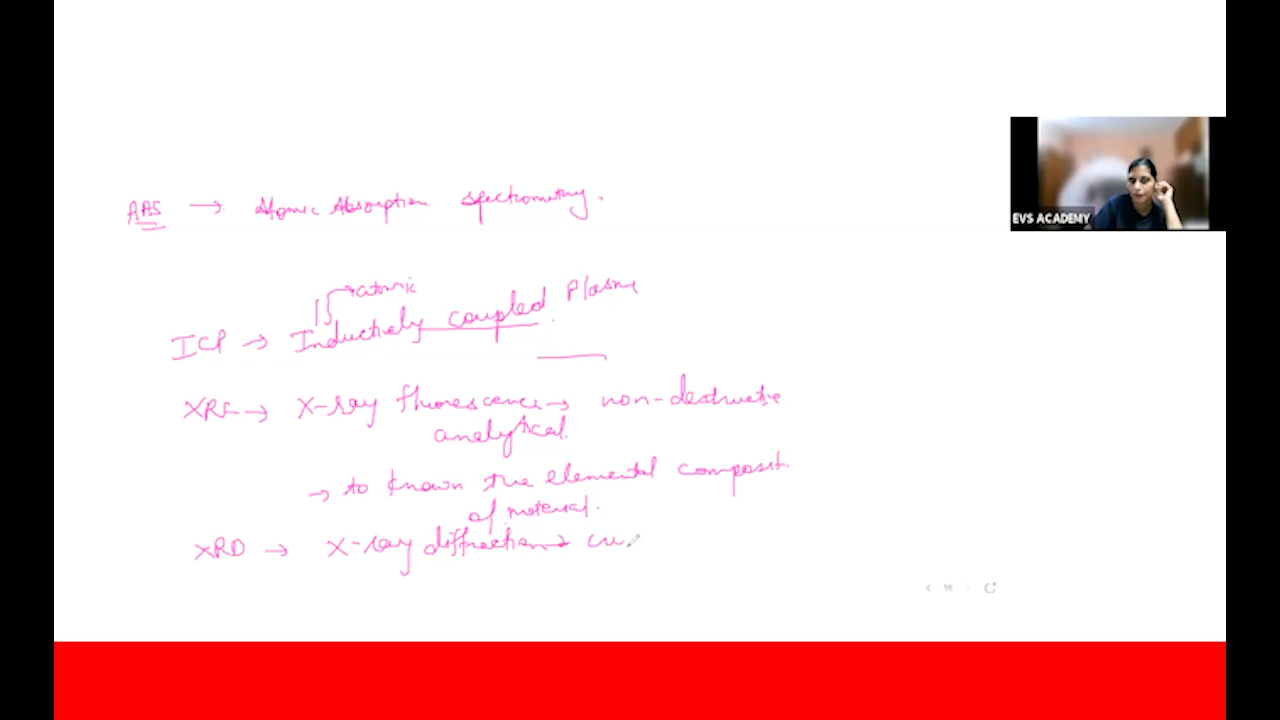 AAS → Atomic Absorption spectrometry.
EVS ACADEMY
→ atomic
ICP → Inductively coupled Plasma
XRF → X-ray fluorescence → non-destructive
analytical.
→ to known the elemental composit.
of material.
XRD → X-ray diffraction →